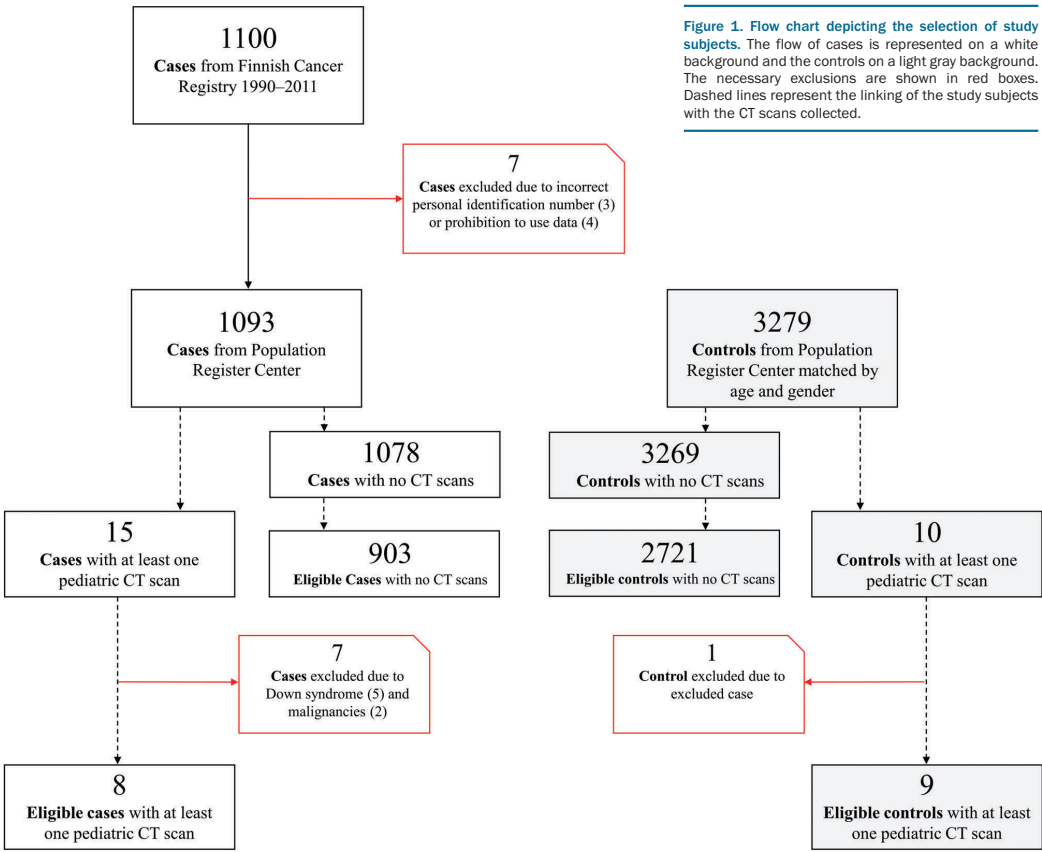 1100
Cases from Finnish Cancer
Registry 1990–2011
Figure 1. Flow chart depicting the selection of study
subjects. The flow of cases is represented on a white
background and the controls on a light gray background.
The necessary exclusions are shown in red boxes.
Dashed lines represent the linking of the study subjects
with the CT scans collected.
7
Cases excluded due to incorrect
personal identification number (3)
or prohibition to use data (4)
1093
Cases from Population
Register Center
3279
Controls from Population
Register Center matched by
age and gender
1078
Cases with no CT scans
3269
Controls with no CT scans
15
Cases with at least one
pediatric CT scan
903
Eligible Cases with no CT scans
2721
Eligible controls with no CT scans
10
Controls with at least one
pediatric CT scan
7
Cases excluded due to
Down syndrome (5) and
malignancies (2)
1
Control excluded due to
excluded case
8
Eligible cases with at least
one pediatric CT scan
9
Eligible controls with at least
one pediatric CT scan